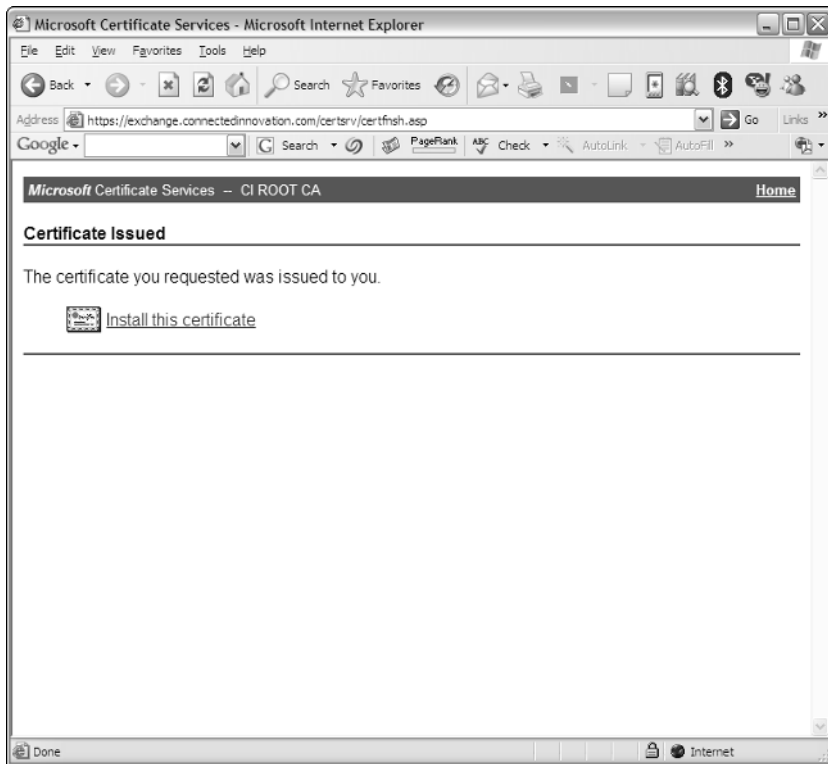 Microsoft Certificate Services - Microsoft Internet Explorer
File Edit View Favorites Tools Help
Back Search Favorites
Address https://exchange.connectedinnovation.com/certsrv/certfnsh.asp Go Links »
Google Search PageRank ABC Check AutoLink AutoFill »
Microsoft Certificate Services -- CI ROOT CA Home
Certificate Issued
The certificate you requested was issued to you.
Install this certificate
Done Internet